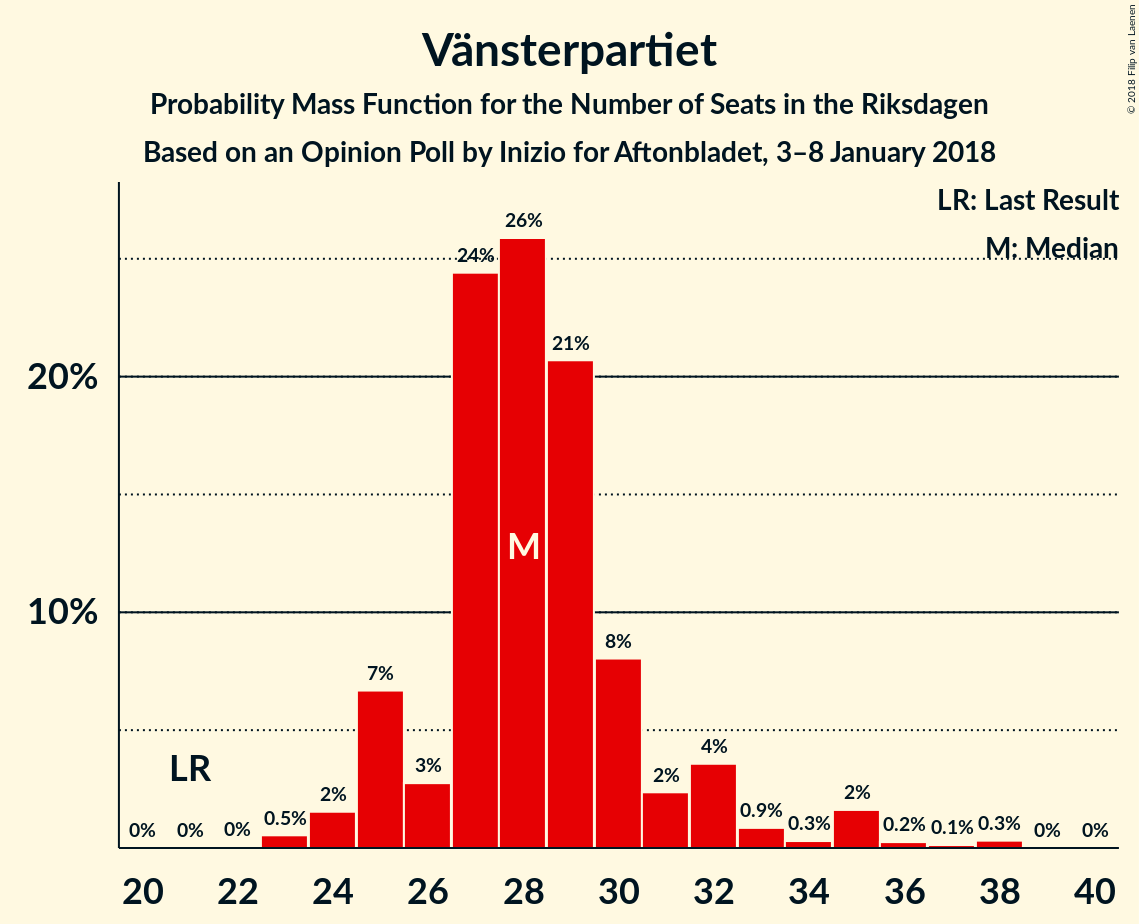 © 2018 Filip van Laenen
Vänsterpartiet
Probability Mass Function for the Number of Seats in the Riksdagen
Based on an Opinion Poll by Inizio for Aftonbladet, 3–8 January 2018
LR: Last Result
M: Median
20%
10%
0%
0%
0%
0.5%
2%
7%
3%
24%
26%
21%
8%
2%
4%
0.9%
0.3%
2%
0.2%
0.1%
0.3%
0%
0%
LR
M
20 22 24 26 28 30 32 34 36 38 40